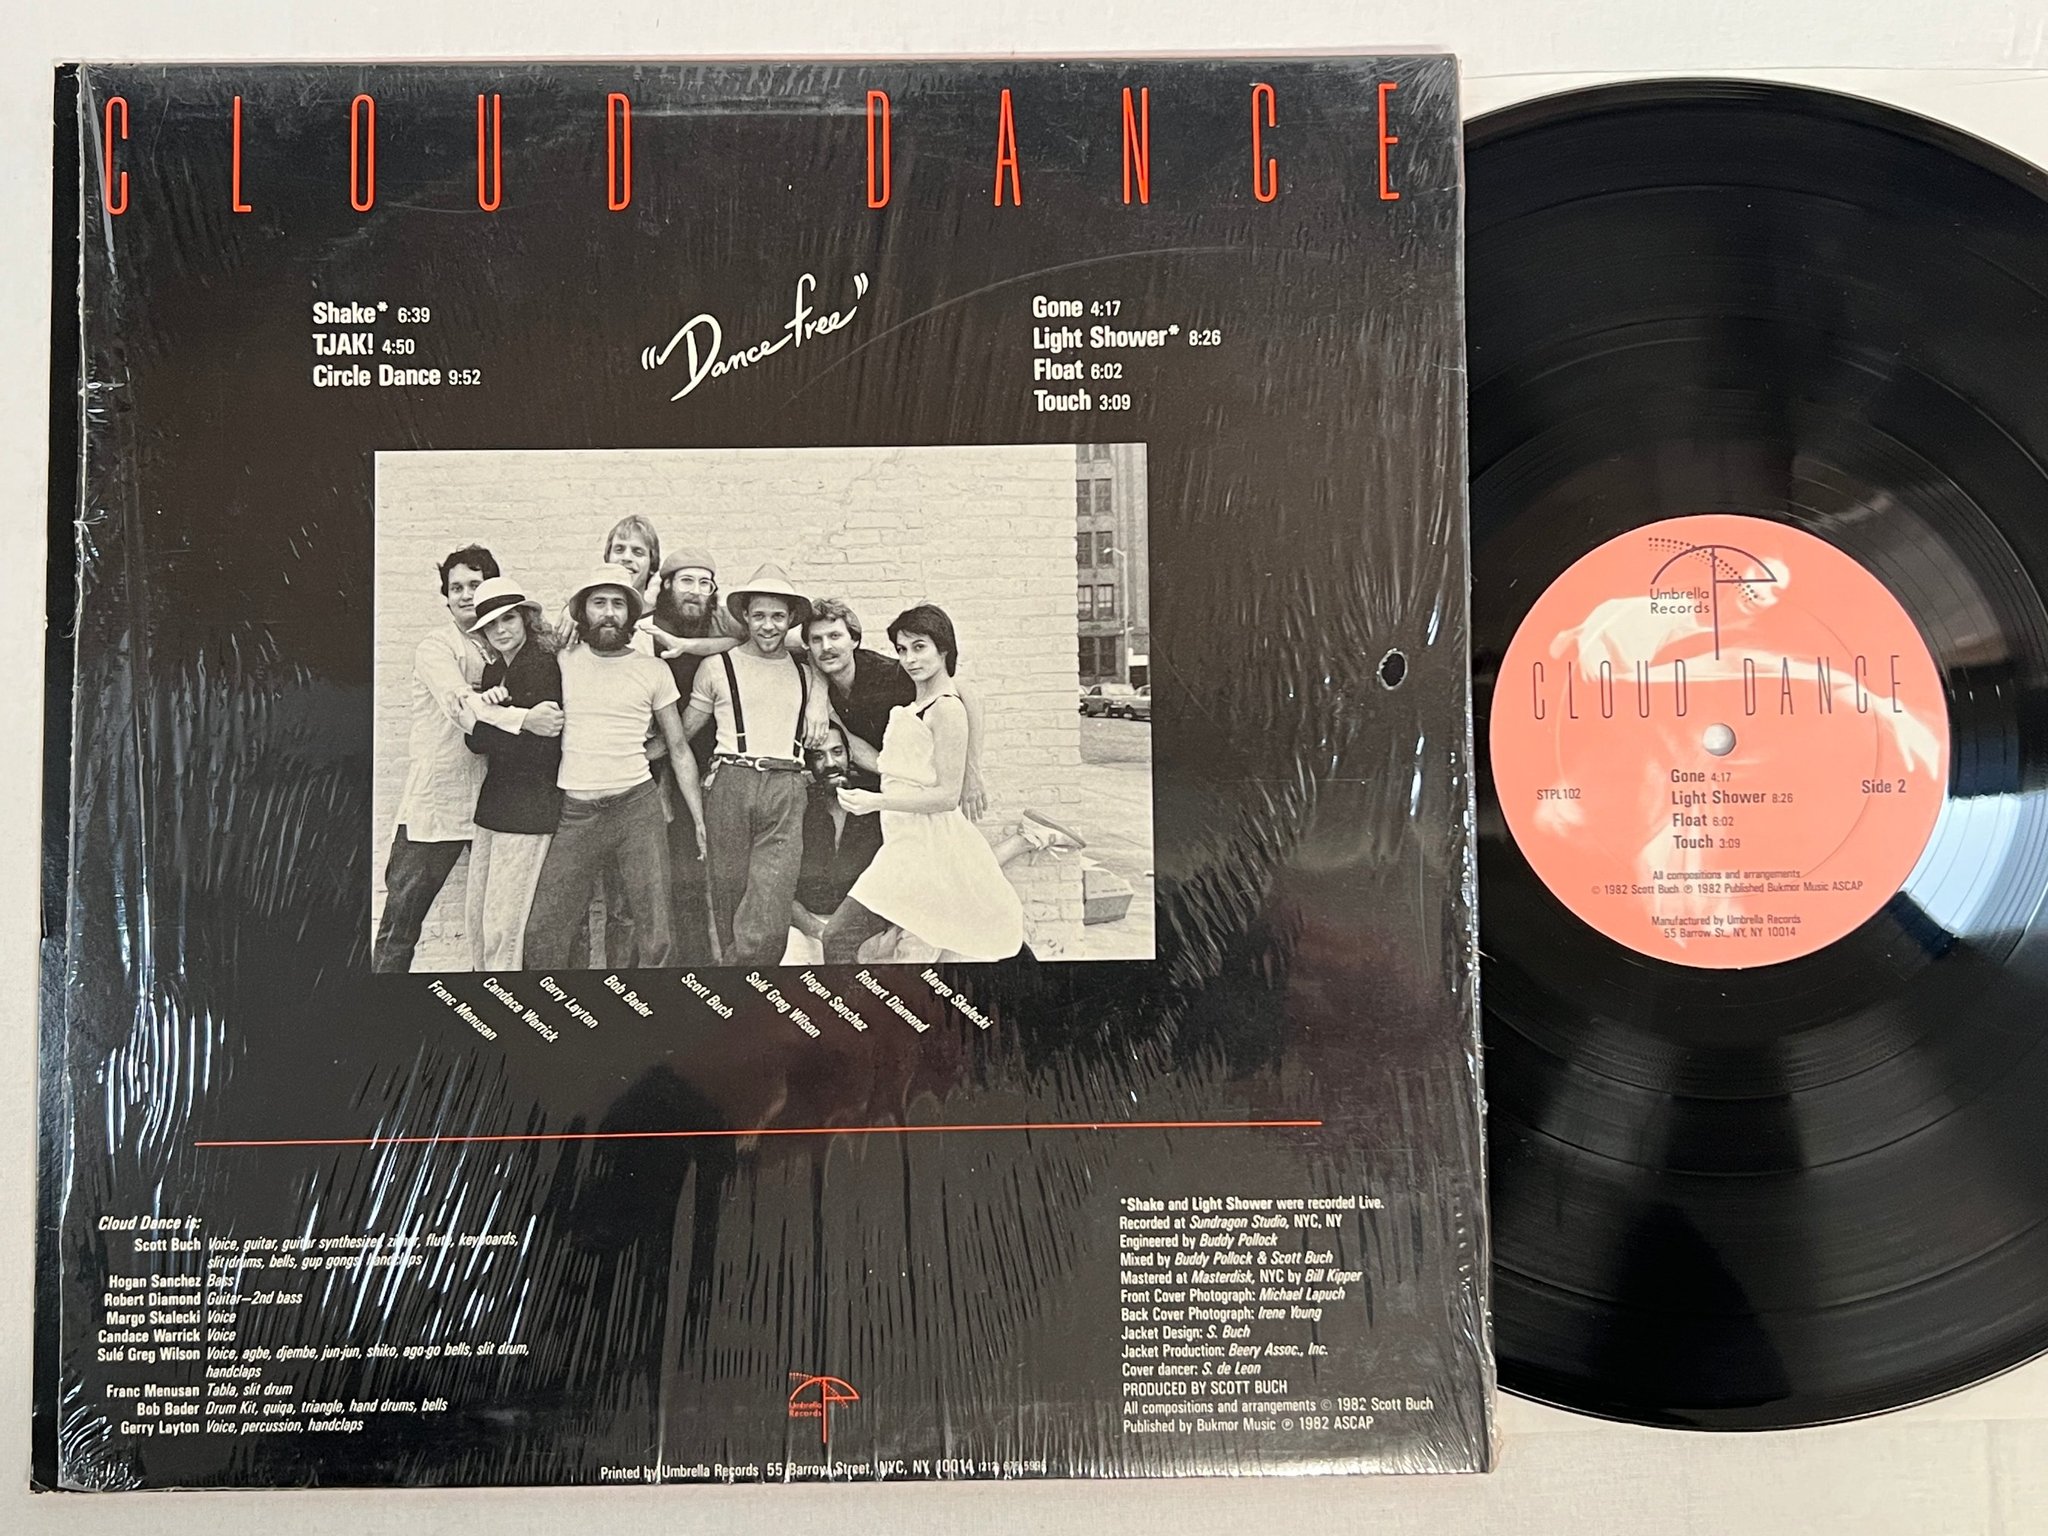 CLOUD DANCE
Shake* 6:39
TJAK! 4:50
Circle Dance 9:52
"Dance free"
Gone 4:17
Light Shower* 8:26
Float 6:02
Touch 3:09
Franc Menusan
Candace Warrick
Gerry Layton
Bob Bader
Scott Buch
Sulé Greg Wilson
Hogan Sanchez
Robert Diamond
Margo Skalecki
Cloud Dance is:
Scott Buch Voice, guitar, guitar synthesizer, zither, flute, keyboards,
slit drums, bells, gup gongs, handclaps
Hogan Sanchez Bass
Robert Diamond Guitar—2nd bass
Margo Skalecki Voice
Candace Warrick Voice
Sulé Greg Wilson Voice, agbe, djembe, jun-jun, shiko, ago-go bells, slit drum,
handclaps
Franc Menusan Tabla, slit drum
Bob Bader Drum Kit, quiqa, triangle, hand drums, bells
Gerry Layton Voice, percussion, handclaps
*Shake and Light Shower were recorded Live.
Recorded at Sundragon Studio, NYC, NY
Engineered by Buddy Pollock
Mixed by Buddy Pollock & Scott Buch
Mastered at Masterdisk, NYC by Bill Kipper
Front Cover Photograph: Michael Lapuch
Back Cover Photograph: Irene Young
Jacket Design: S. Buch
Jacket Production: Beery Assoc., Inc.
Cover dancer: S. de Leon
PRODUCED BY SCOTT BUCH
All compositions and arrangements © 1982 Scott Buch
Published by Bukmor Music ℗ 1982 ASCAP
Umbrella
Records
Printed by Umbrella Records 55 Barrow Street, NYC, NY 10014 (212) 675-5996
Umbrella
Records
CLOUD DANCE
STPL102
Side 2
Gone 4:17
Light Shower 8:26
Float 6:02
Touch 3:09
All compositions and arrangements
© 1982 Scott Buch ℗ 1982 Published Bukmor Music ASCAP
Manufactured by Umbrella Records
55 Barrow St., NY, NY 10014